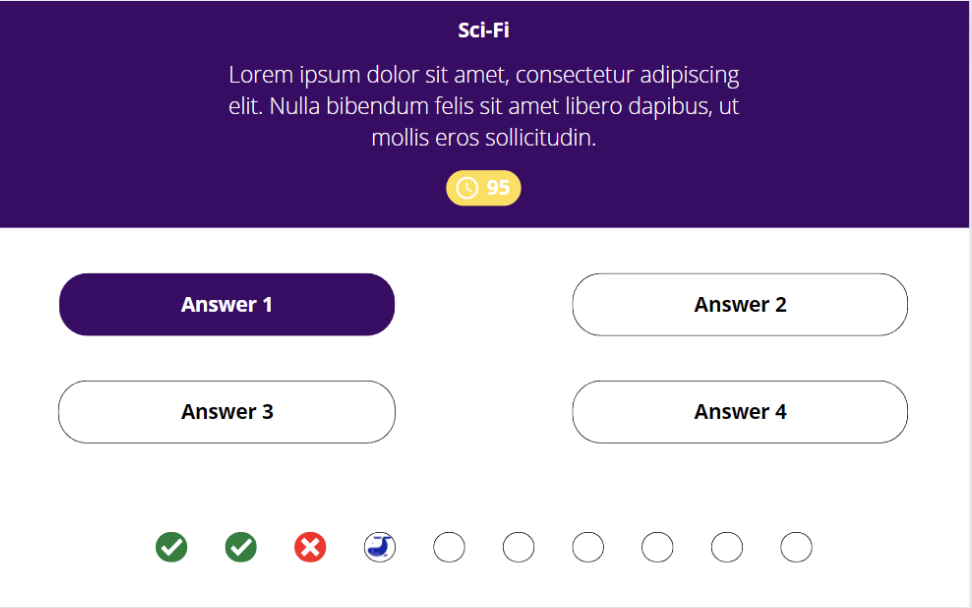 Sci-Fi
Lorem ipsum dolor sit amet, consectetur adipiscing
elit. Nulla bibendum felis sit amet libero dapibus, ut
mollis eros sollicitudin.
95
Answer 1
Answer 2
Answer 3
Answer 4